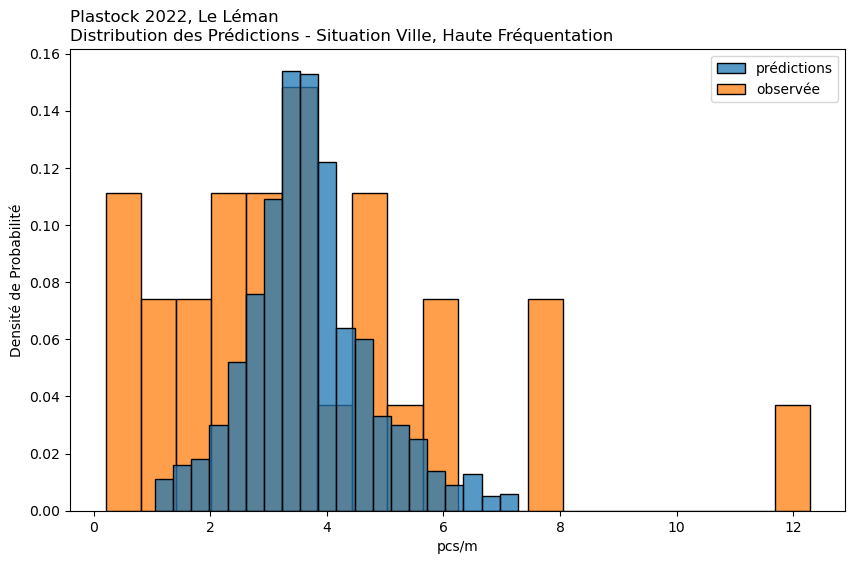 Plastock 2022, Le Léman
Distribution des Prédictions - Situation Ville, Haute Fréquentation
prédictions
observée
Densité de Probabilité
0.16
0.14
0.12
0.10
0.08
0.06
0.04
0.02
0.00
0
2
4
6
8
10
12
pcs/m